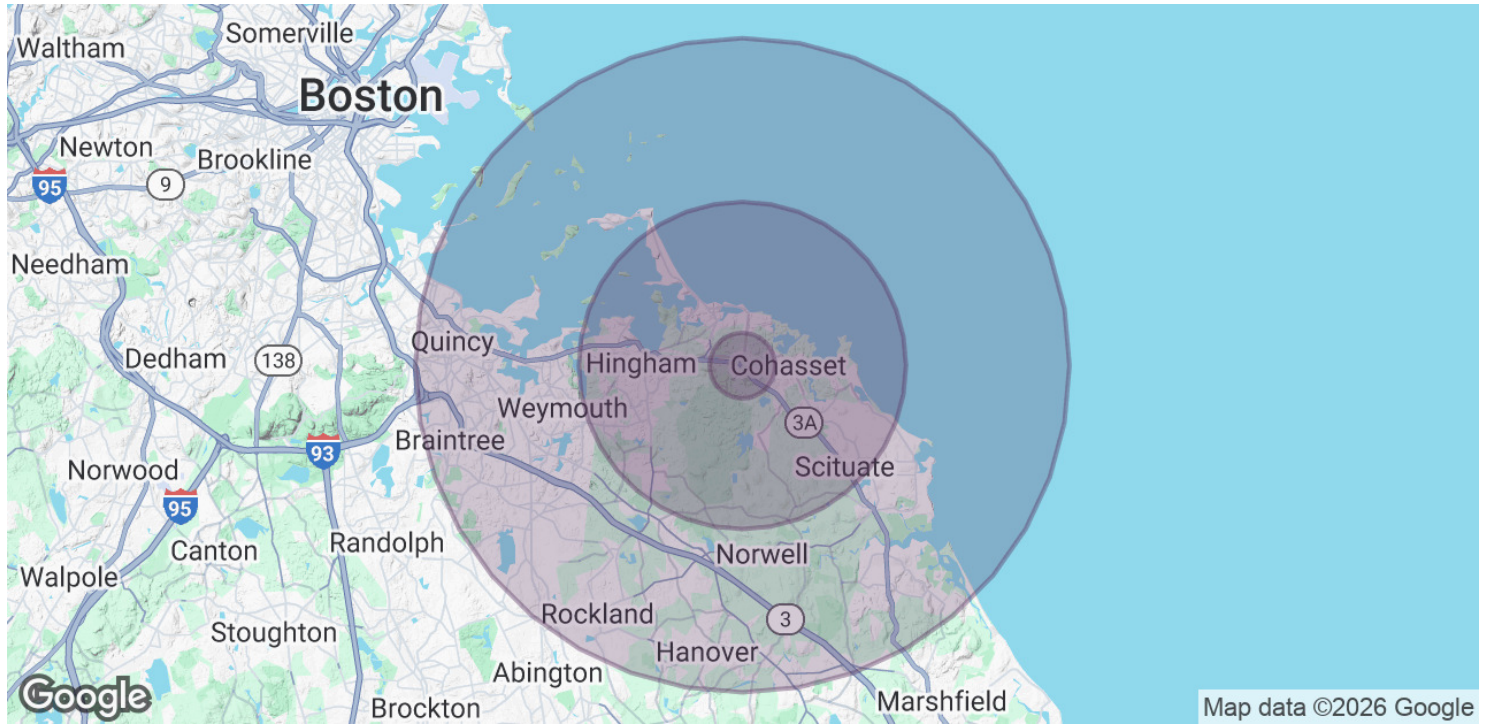 Somerville
Waltham
Boston
Newton
Brookline
9
95
Needham
Quincy
Dedham
138
Hingham
Cohasset
Weymouth
3A
Braintree
93
Norwood
Scituate
95
Canton
Randolph
Norwell
Walpole
Rockland
3
Stoughton
Hanover
Abington
Marshfield
Brockton
Google
Map data ©2026 Google